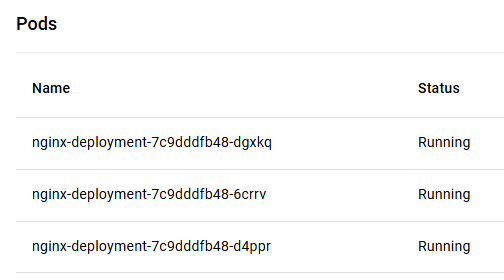 Pods
Name Status
nginx-deployment-7c9dddfb48-dgxkq Running
nginx-deployment-7c9dddfb48-6crrv Running
nginx-deployment-7c9dddfb48-d4ppr Running